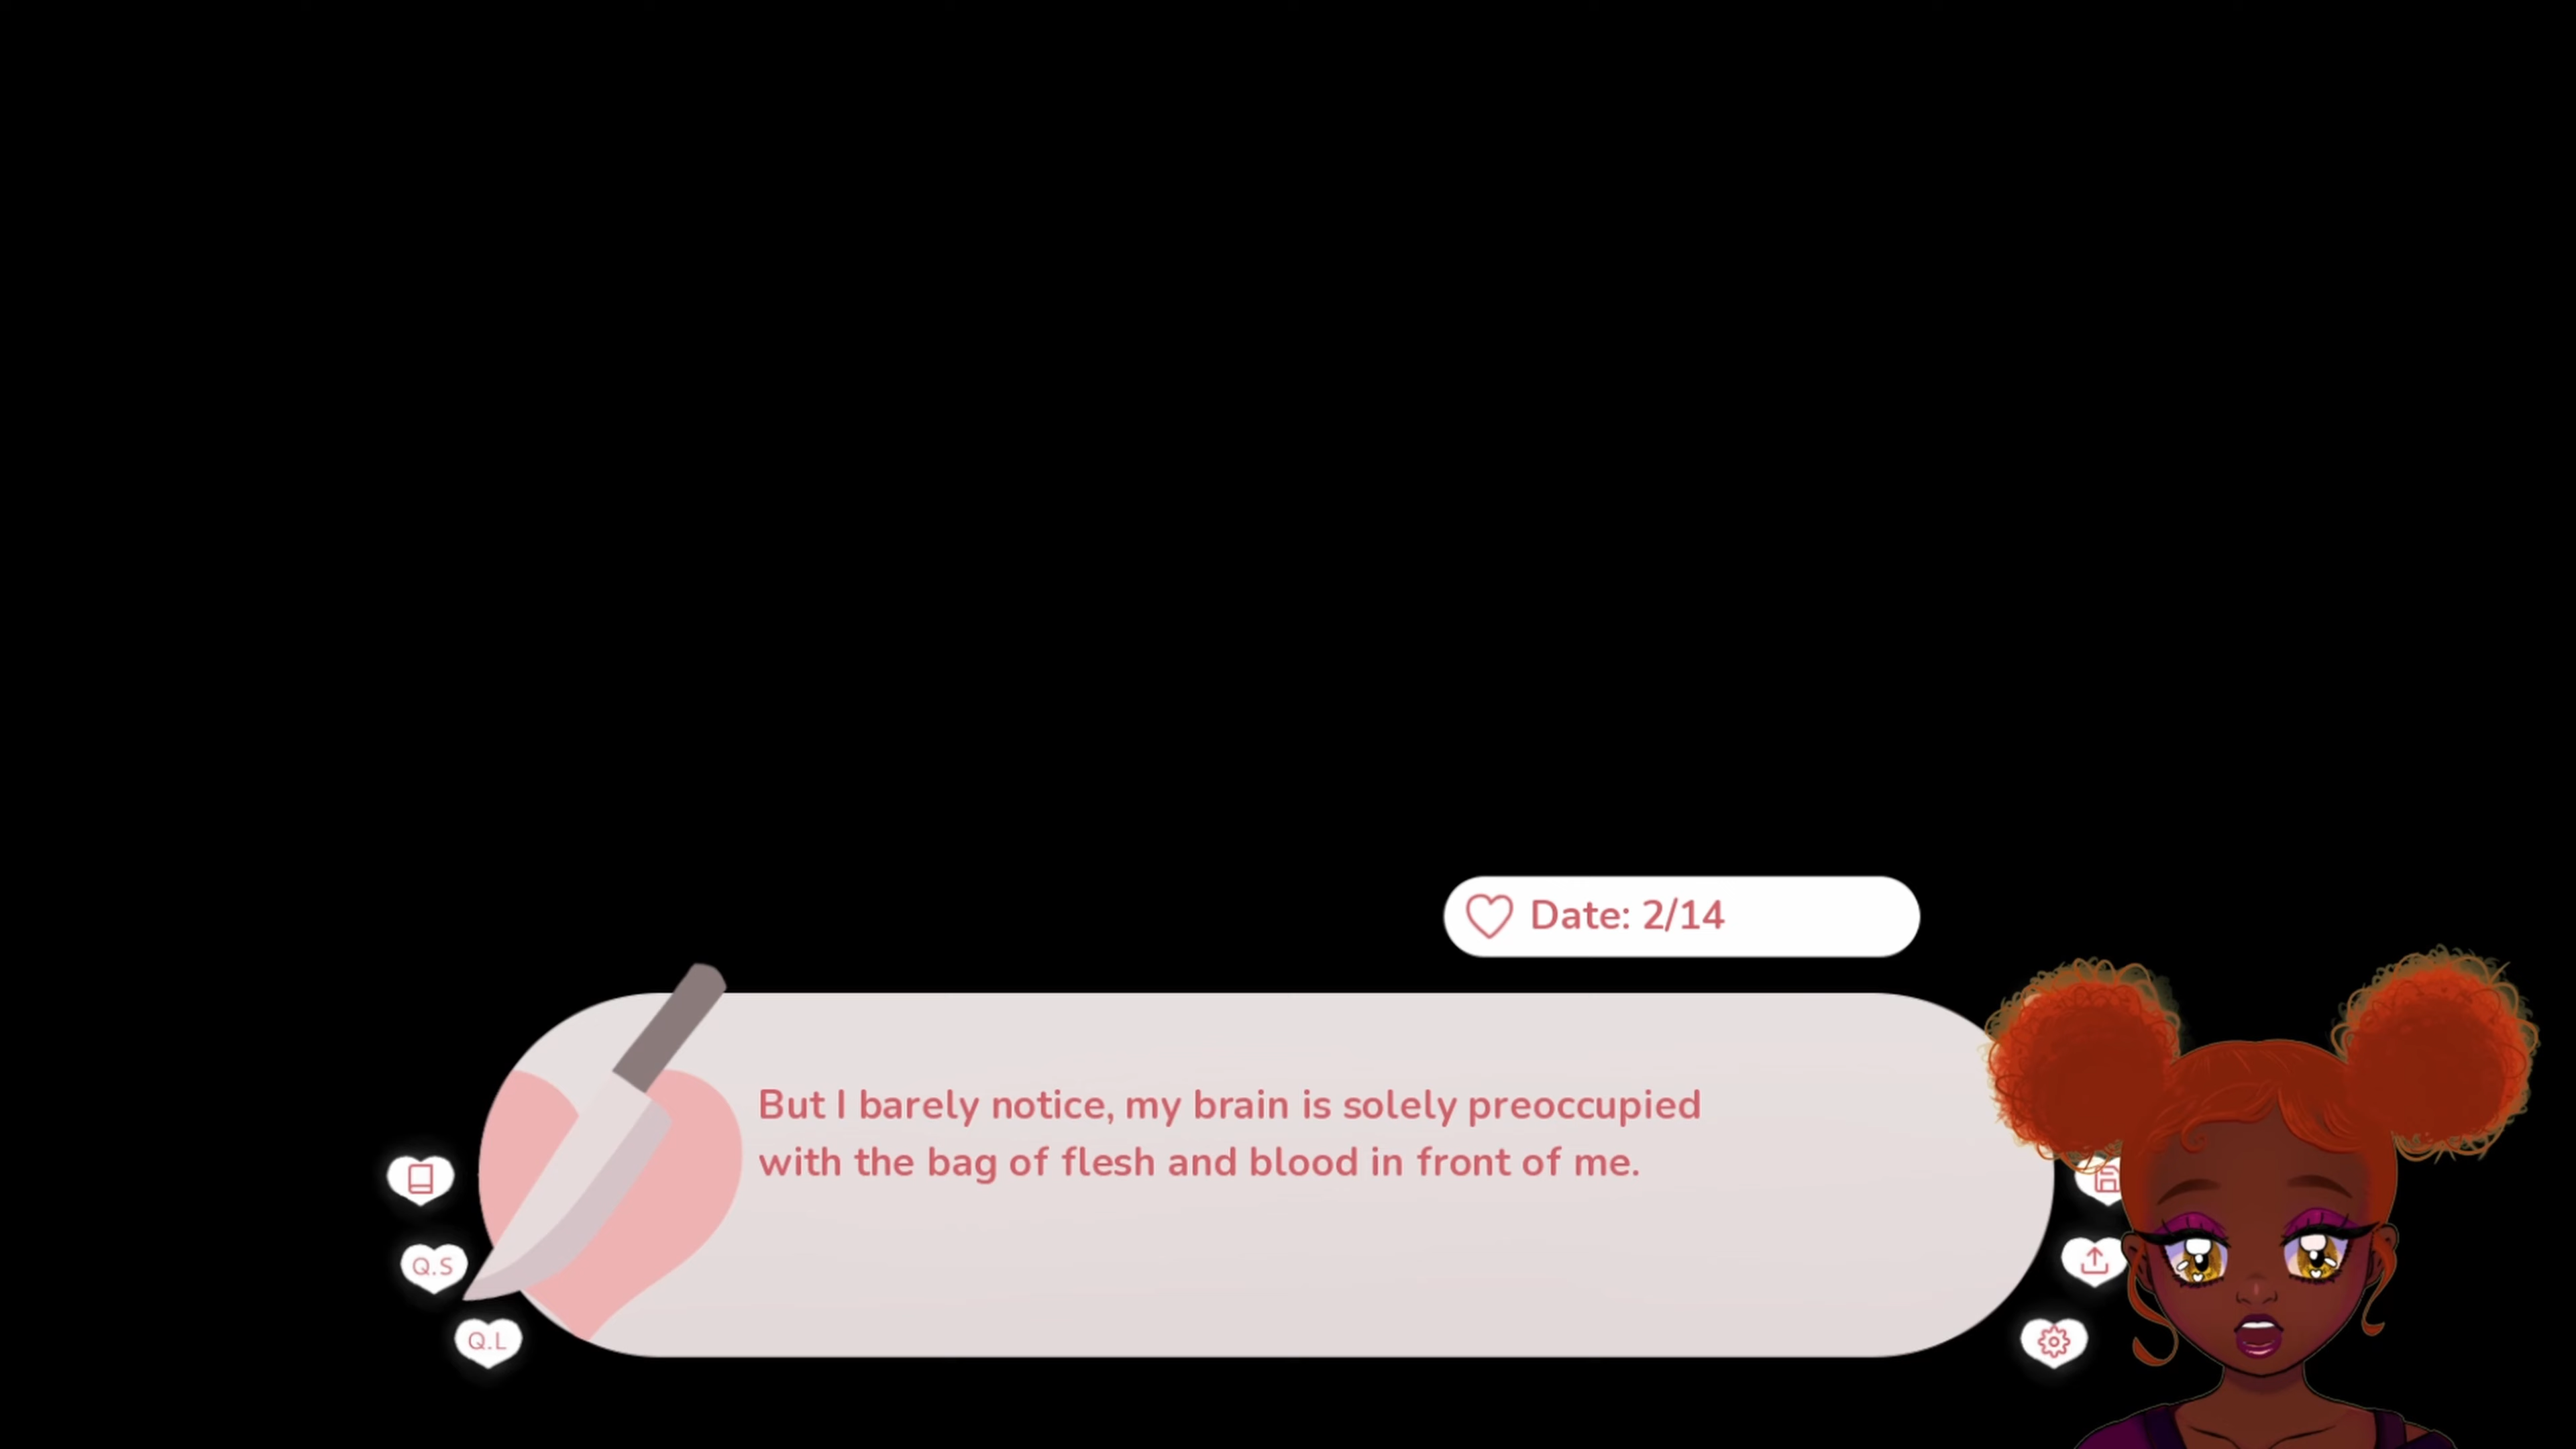 Date: 2/14
But I barely notice, my brain is solely preoccupied
with the bag of flesh and blood in front of me.
Q.S
Q.L